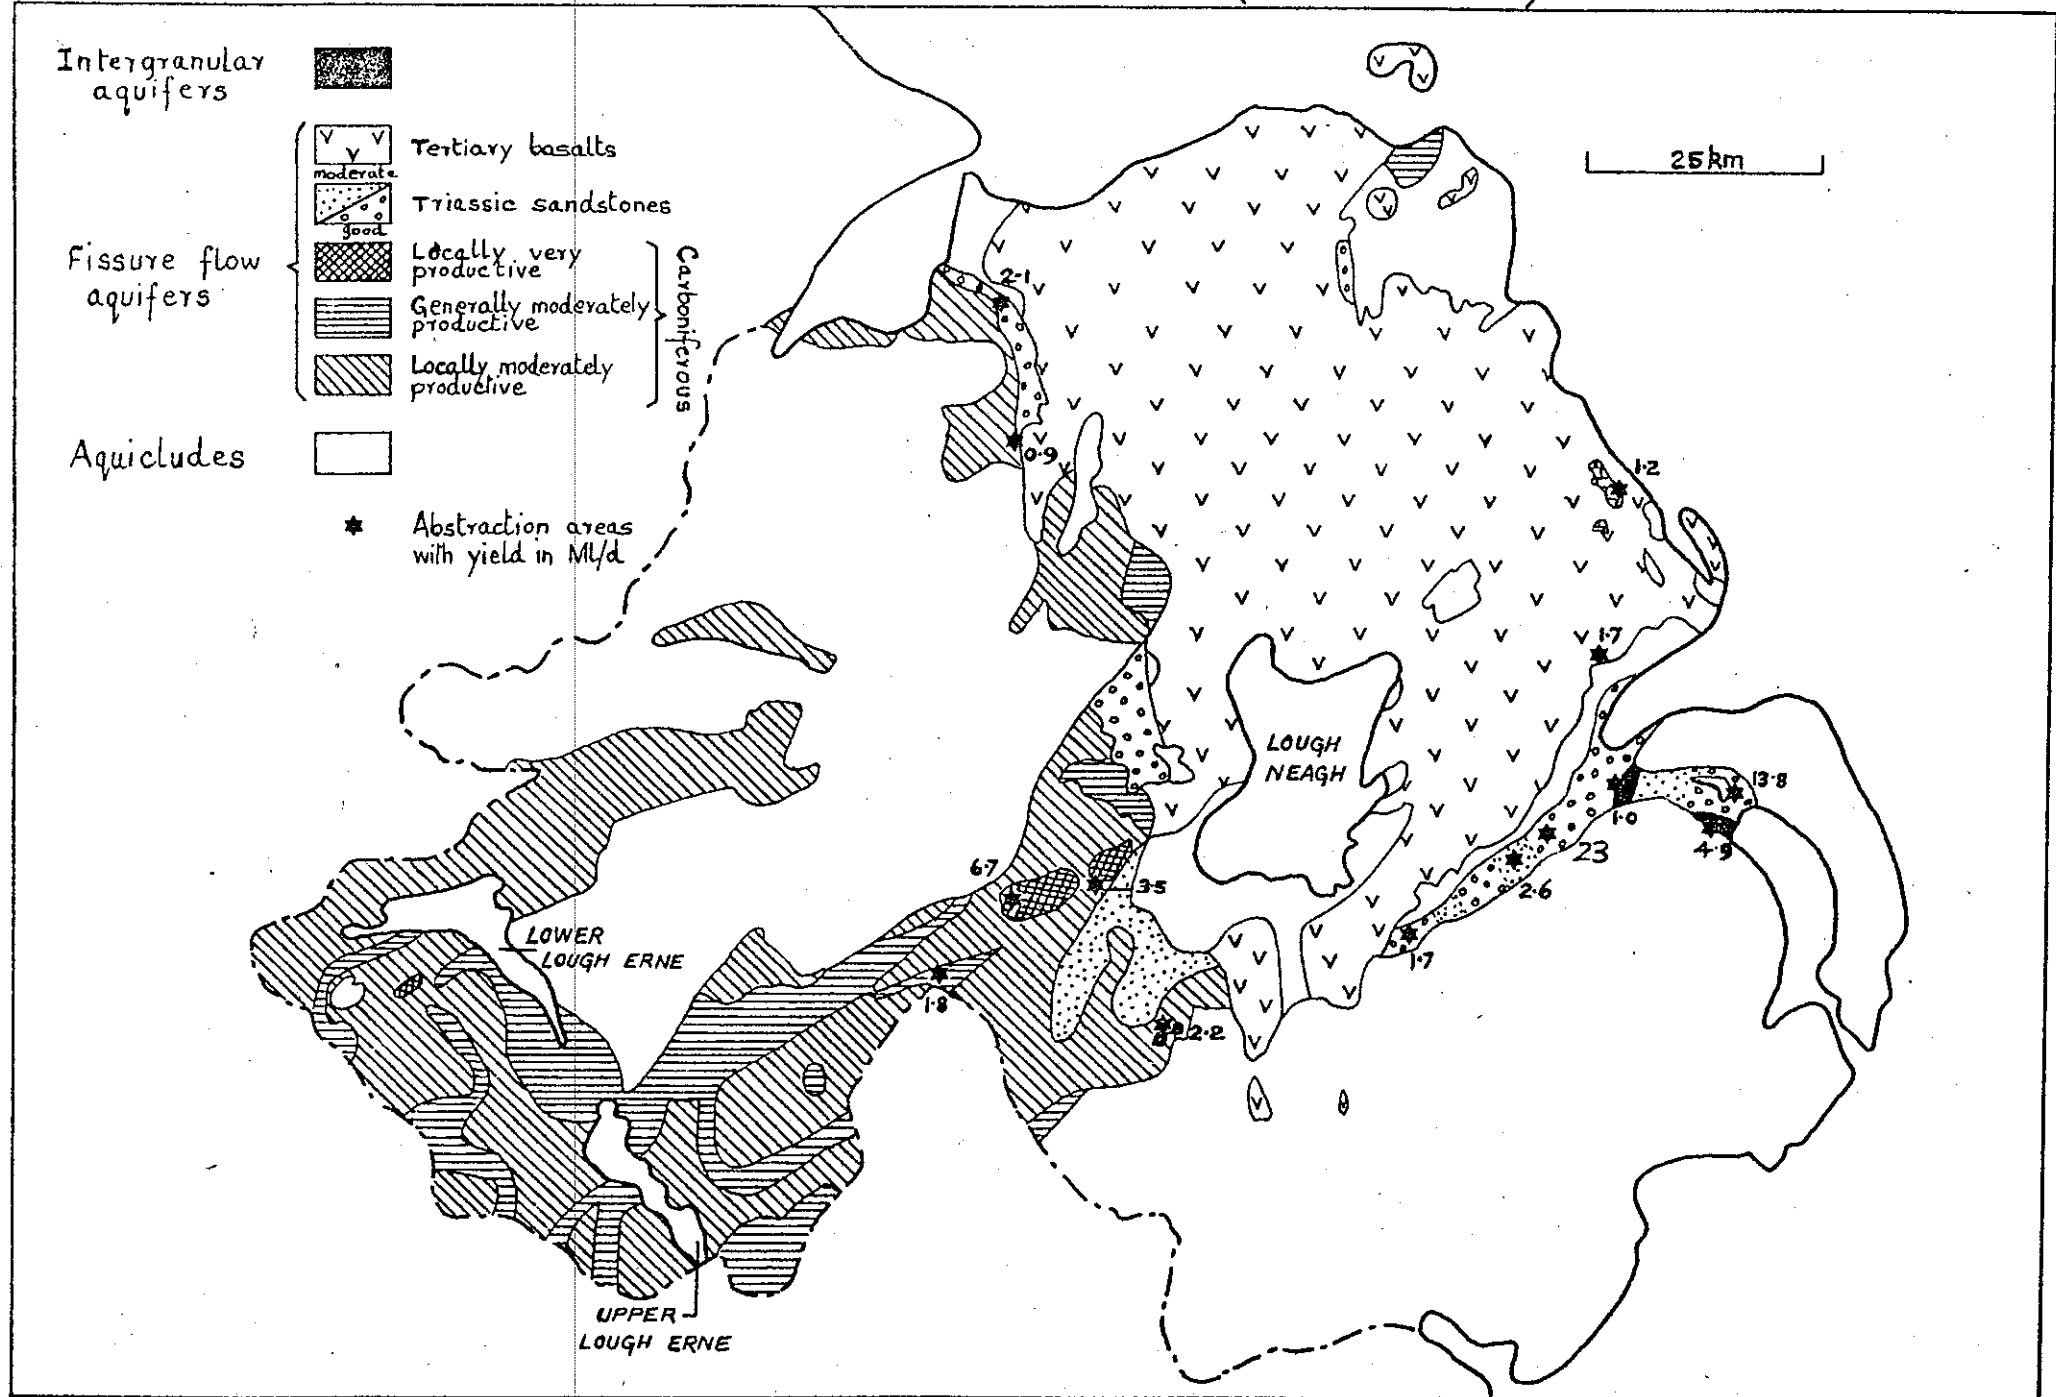 Intergranular
aquifers
Tertiary basalts
moderate
Triassic sandstones
good
Fissure flow
aquifers
Locally very
productive
Generally moderately
productive
Locally moderately
productive
Carboniferous
Aquicludes
Abstraction areas
with yield in Ml/d
25km
2·1
0·9
1·2
1·7
LOUGH
NEAGH
13·8
1·0
4·9
23
2·6
1·7
6·7
3·5
1·8
2·2
LOWER
LOUGH ERNE
UPPER
LOUGH ERNE